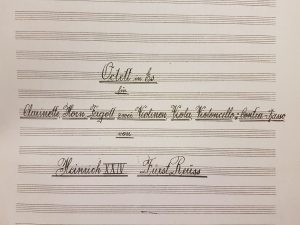 Octett in Es
für
Clarinette, Horn Fagott zwei Violinen Viola Violoncello & Contra-Bass
von
Heinrich XXIV Fürst Reuss